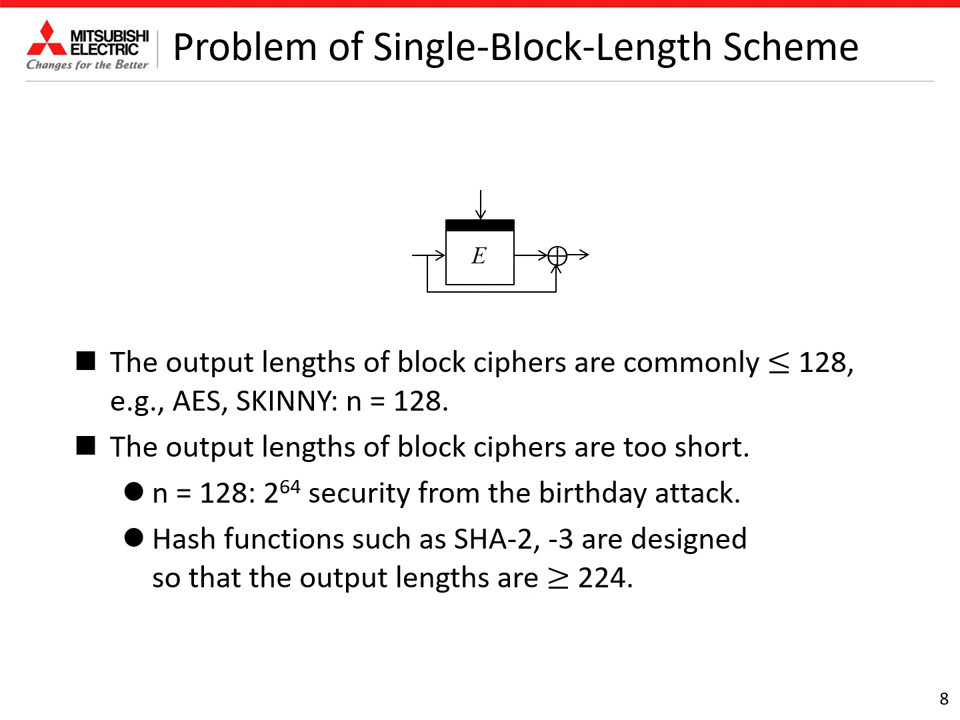 MITSUBISHI
ELECTRIC
Changes for the Better
Problem of Single-Block-Length Scheme
E
■ The output lengths of block ciphers are commonly ≤ 128,
e.g., AES, SKINNY: n = 128.
■ The output lengths of block ciphers are too short.
● n = 128: 2⁶⁴ security from the birthday attack.
● Hash functions such as SHA-2, -3 are designed
so that the output lengths are ≥ 224.
8